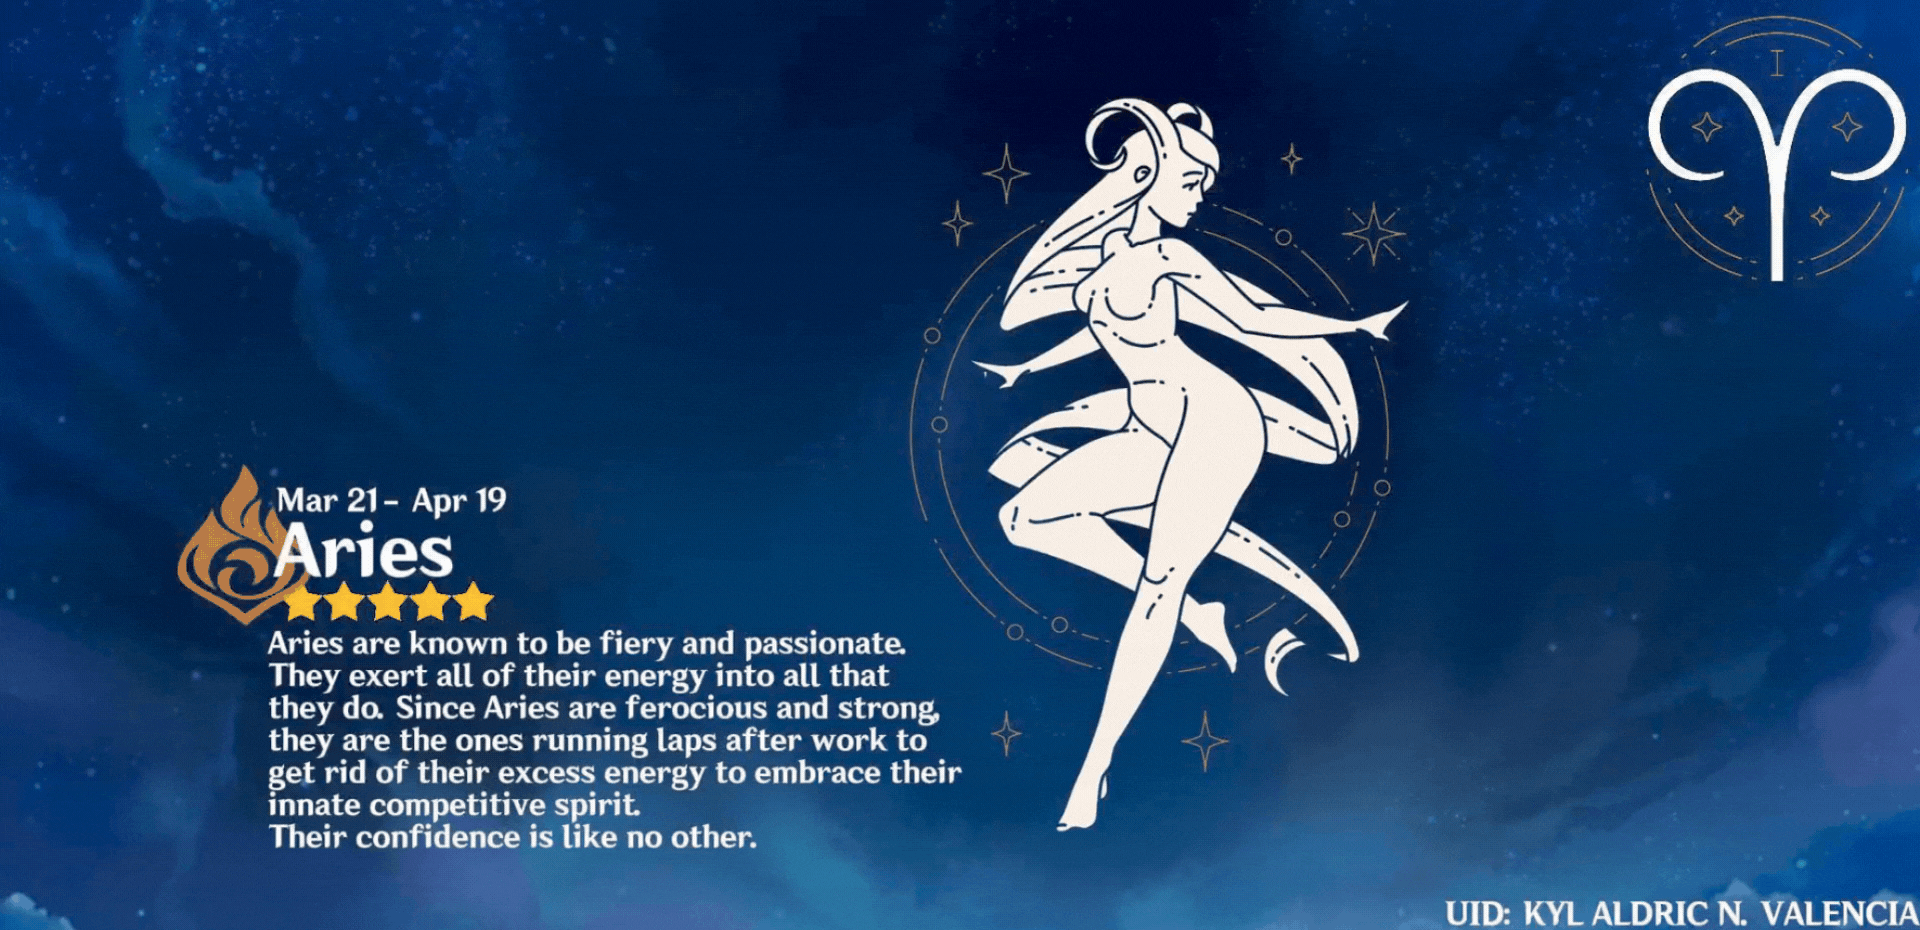 I
Mar 21- Apr 19
Aries
Aries are known to be fiery and passionate.
They exert all of their energy into all that
they do. Since Aries are ferocious and strong,
they are the ones running laps after work to
get rid of their excess energy to embrace their
innate competitive spirit.
Their confidence is like no other.
UID: KYL ALDRIC N. VALENCIA